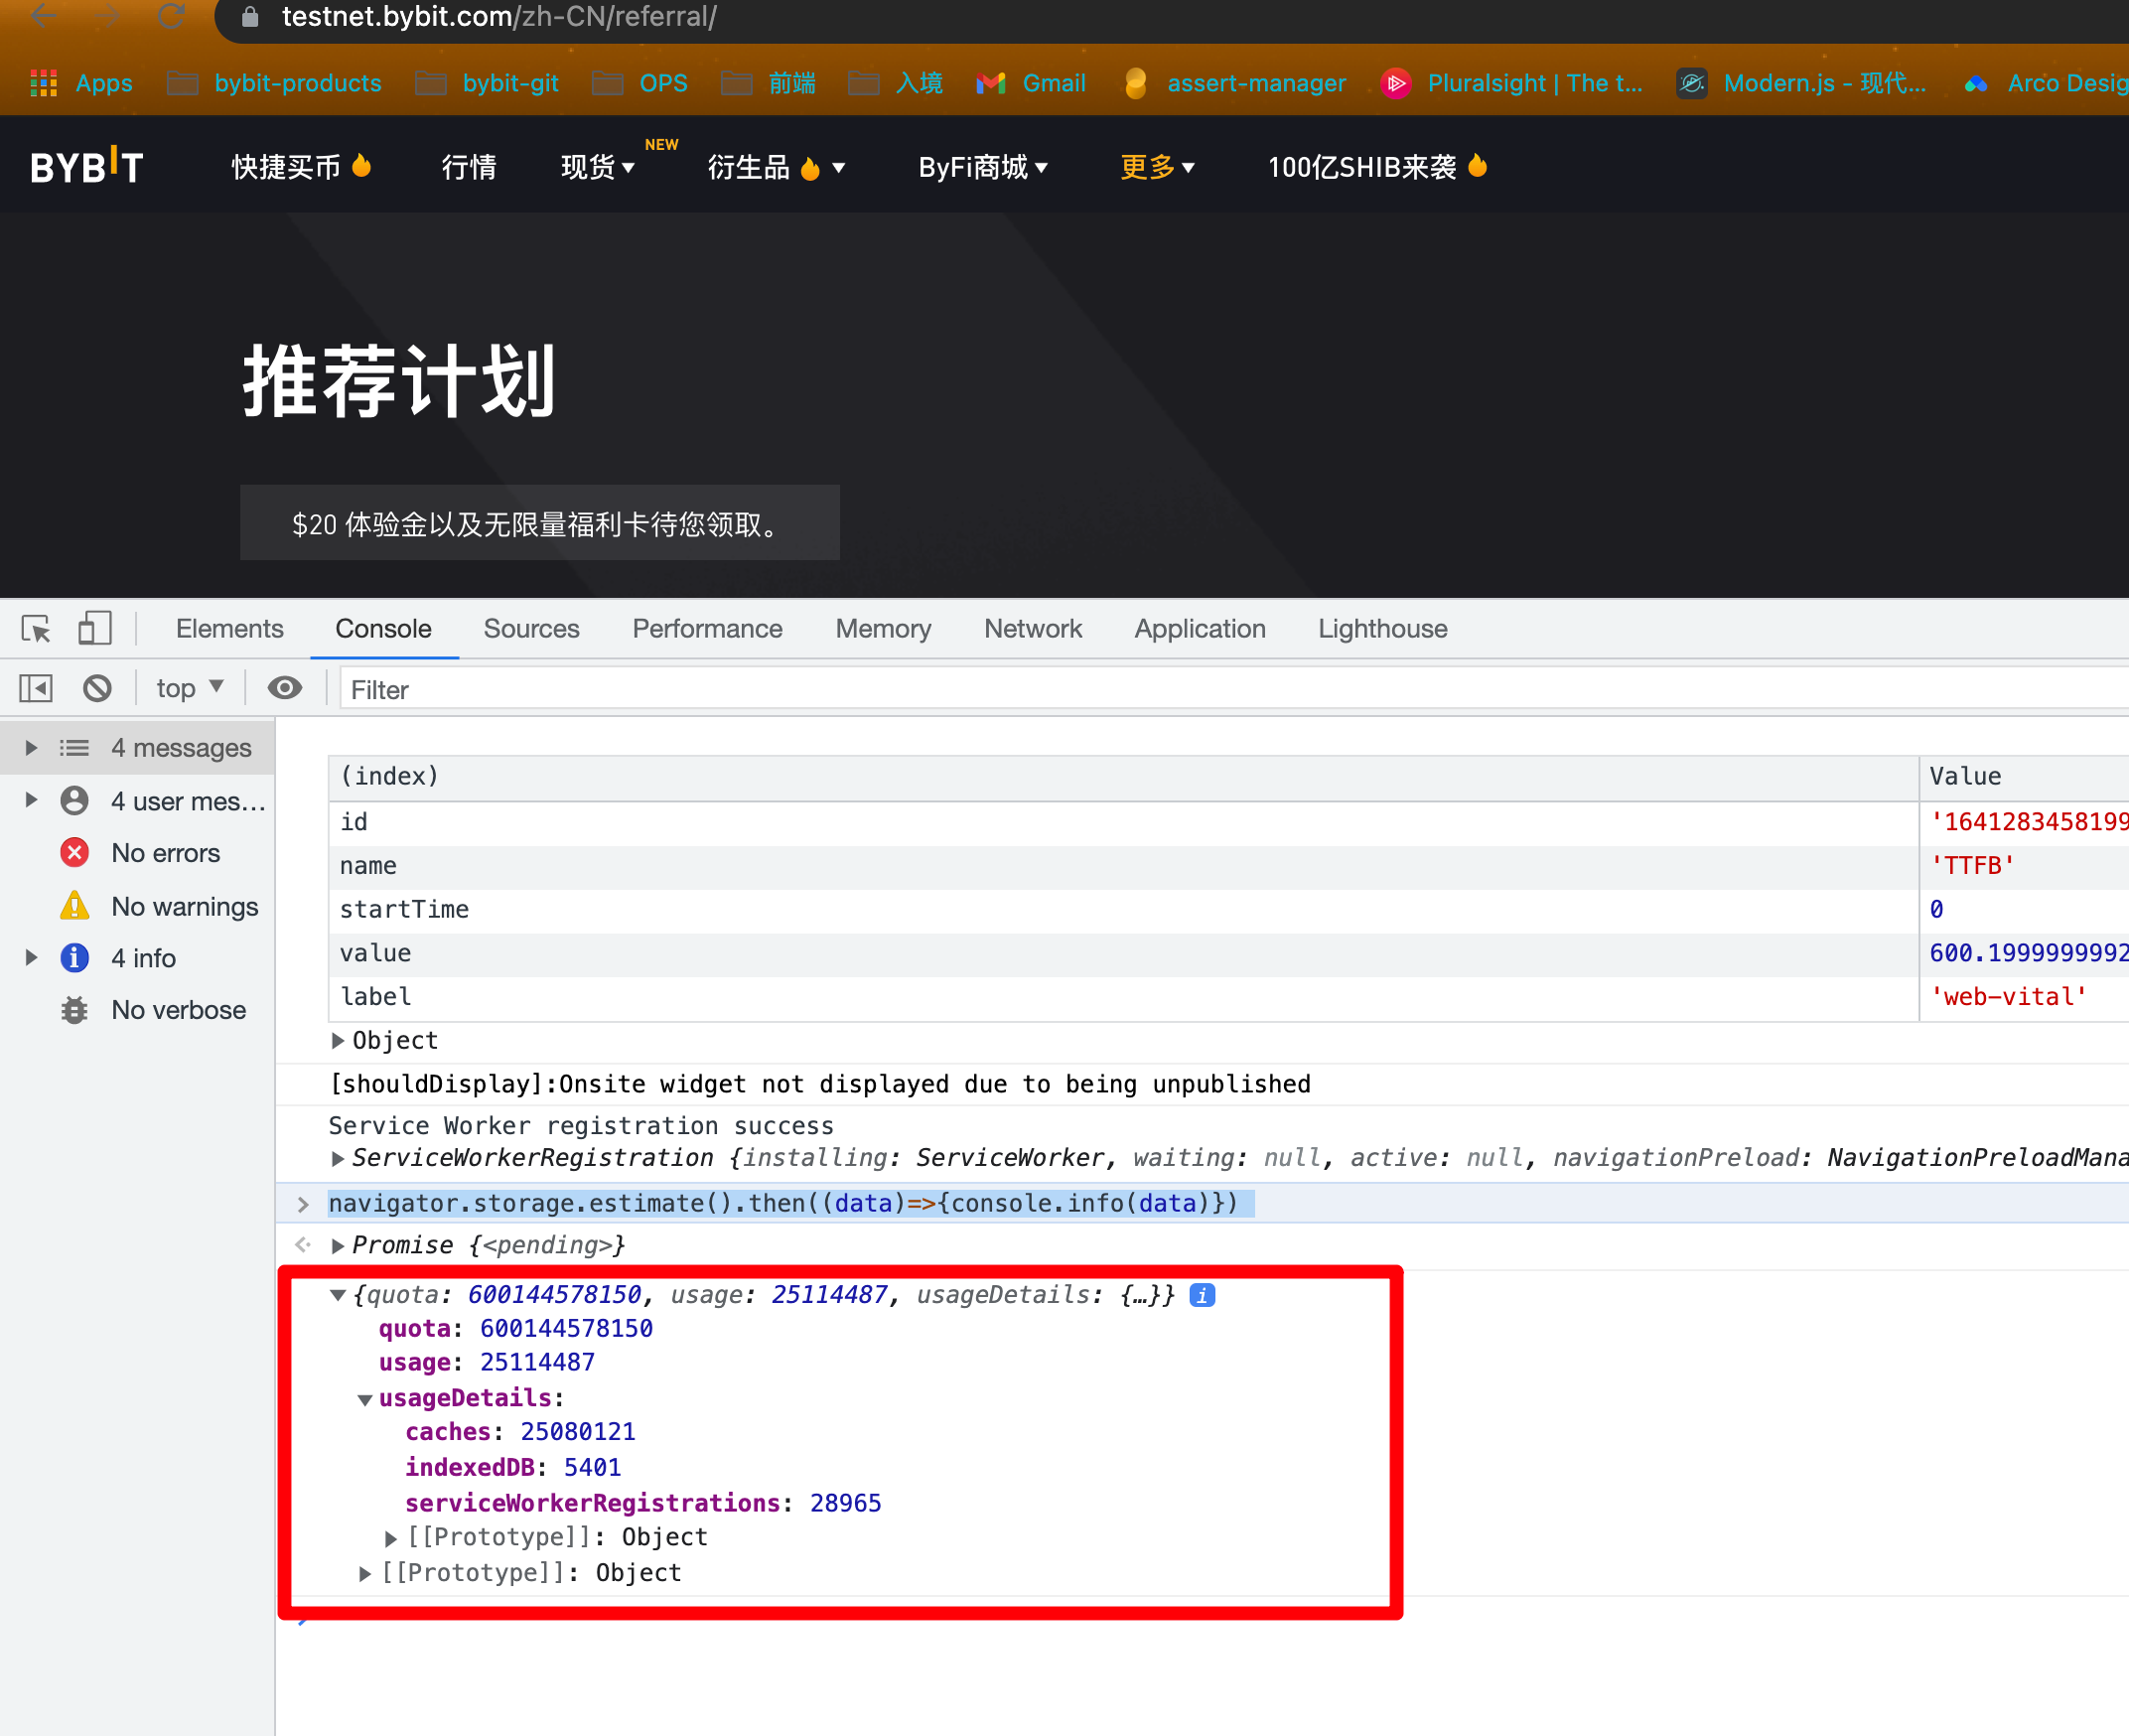 testnet.bybit.com/zh-CN/referral/
Apps bybit-products bybit-git OPS 前端 入境 Gmail assert-manager Pluralsight | The t... Modern.js - 现代... Arco Desig
BYBIT 快捷买币 行情 现货 NEW 衍生品 ByFi商城 更多 100亿SHIB来袭
推荐计划
$20 体验金以及无限量福利卡待您领取。
Elements Console Sources Performance Memory Network Application Lighthouse
top Filter
4 messages
4 user mes...
No errors
No warnings
4 info
No verbose
(index) Value
id '1641283458199
name 'TTFB'
startTime 0
value 600.1999999992
label 'web-vital'
Object
[shouldDisplay]:Onsite widget not displayed due to being unpublished
Service Worker registration success
ServiceWorkerRegistration {installing: ServiceWorker, waiting: null, active: null, navigationPreload: NavigationPreloadMana
navigator.storage.estimate().then((data)=>{console.info(data)})
Promise {<pending>}
{quota: 600144578150, usage: 25114487, usageDetails: {…}} i
quota: 600144578150
usage: 25114487
usageDetails:
caches: 25080121
indexedDB: 5401
serviceWorkerRegistrations: 28965
[[Prototype]]: Object
[[Prototype]]: Object